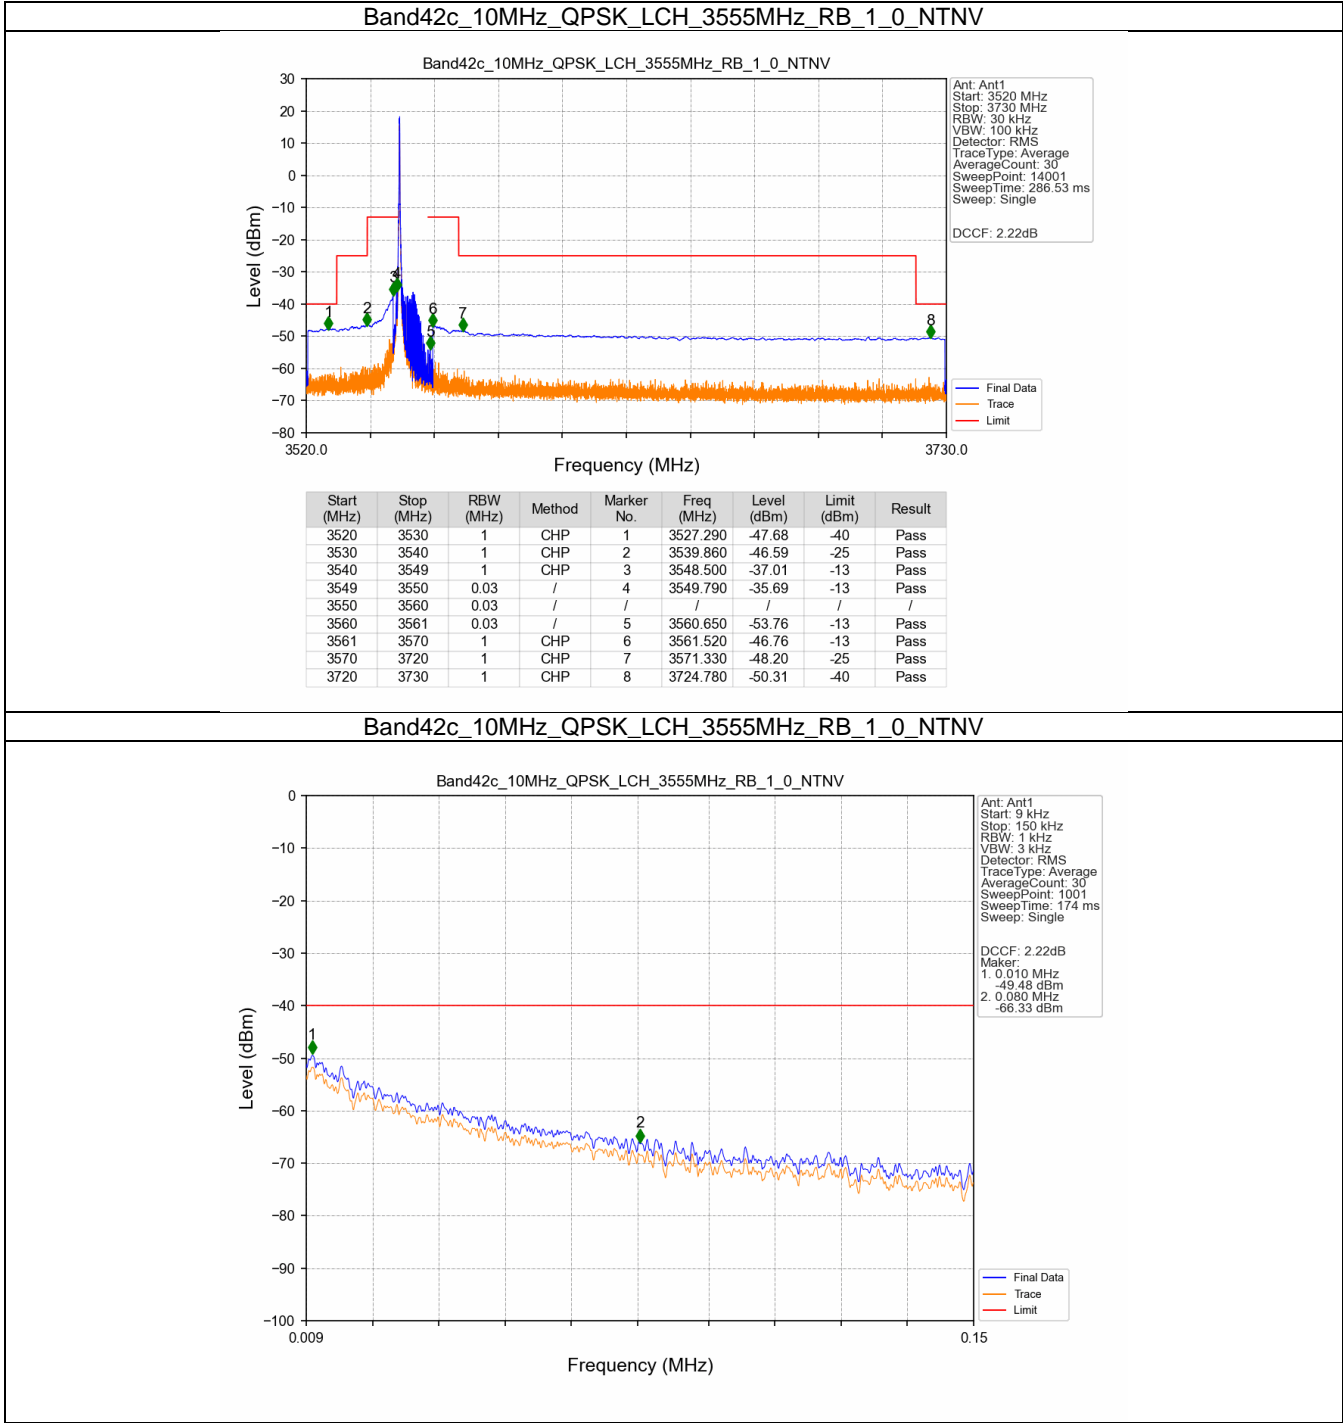 Band42c_10MHz_QPSK_LCH_3555MHz_RB_1_0_NTNV
Band42c_10MHz_QPSK_LCH_3555MHz_RB_1_0_NTNV
30
20
10
0
−10
−20
−30
−40
−50
−60
−70
−80
Level (dBm)
1
2
3
4
5
6
7
8
3520.0
3730.0
Frequency (MHz)
Ant: Ant1
Start: 3520 MHz
Stop: 3730 MHz
RBW: 30 kHz
VBW: 100 kHz
Detector: RMS
TraceType: Average
AverageCount: 30
SweepPoint: 14001
SweepTime: 286.53 ms
Sweep: Single
DCCF: 2.22dB
Final Data
Trace
Limit
Start (MHz) Stop (MHz) RBW (MHz) Method Marker No. Freq (MHz) Level (dBm) Limit (dBm) Result
3520 3530 1 CHP 1 3527.290 -47.68 -40 Pass
3530 3540 1 CHP 2 3539.860 -46.59 -25 Pass
3540 3549 1 CHP 3 3548.500 -37.01 -13 Pass
3549 3550 0.03 / 4 3549.790 -35.69 -13 Pass
3550 3560 0.03 / / / / / /
3560 3561 0.03 / 5 3560.650 -53.76 -13 Pass
3561 3570 1 CHP 6 3561.520 -46.76 -13 Pass
3570 3720 1 CHP 7 3571.330 -48.20 -25 Pass
3720 3730 1 CHP 8 3724.780 -50.31 -40 Pass
Band42c_10MHz_QPSK_LCH_3555MHz_RB_1_0_NTNV
Band42c_10MHz_QPSK_LCH_3555MHz_RB_1_0_NTNV
0
−10
−20
−30
−40
−50
−60
−70
−80
−90
−100
Level (dBm)
1
2
0.009
0.15
Frequency (MHz)
Ant: Ant1
Start: 9 kHz
Stop: 150 kHz
RBW: 1 kHz
VBW: 3 kHz
Detector: RMS
TraceType: Average
AverageCount: 30
SweepPoint: 1001
SweepTime: 174 ms
Sweep: Single
DCCF: 2.22dB
Maker:
1. 0.010 MHz
-49.48 dBm
2. 0.080 MHz
-66.33 dBm
Final Data
Trace
Limit